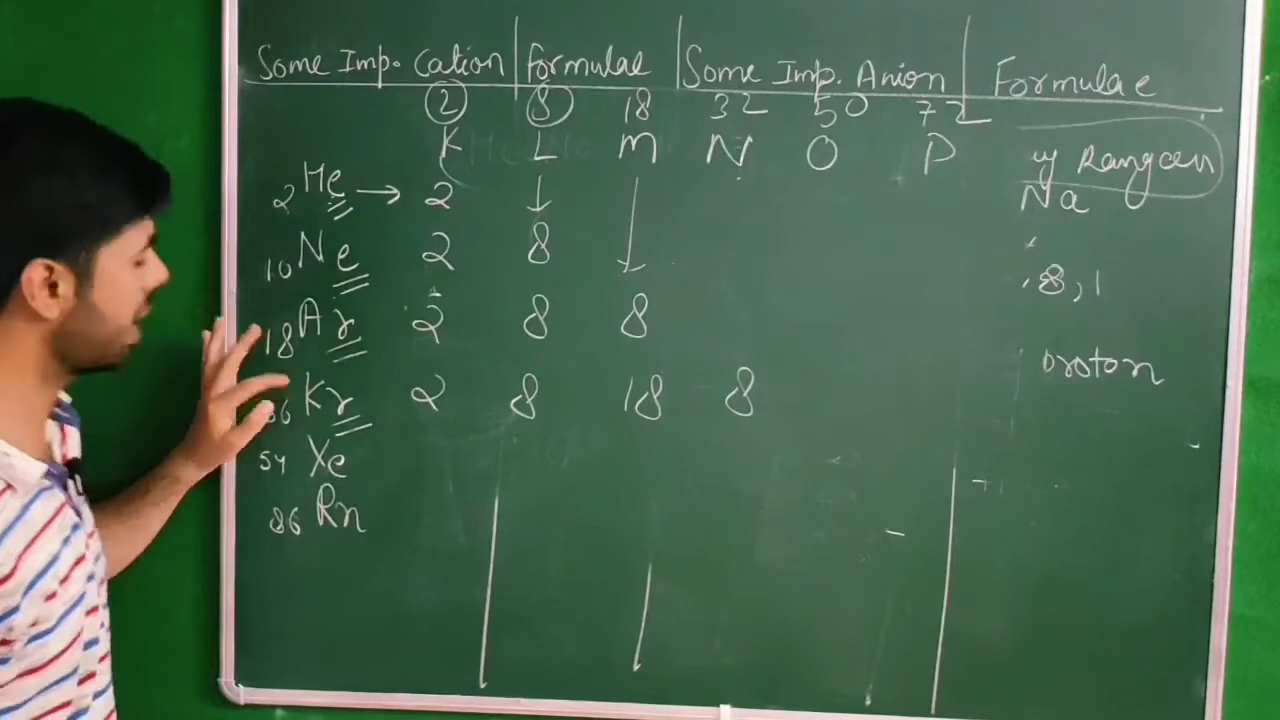 Some Imp. Cation Formulae Some Imp. Anion Formulae
2 8 18 32 50 72
K L M N O P
2 He → 2
Na
10 Ne 2 8
8, 1
18 Ar 2 8 8
proton
36 Kr 2 8 18 8
54 Xe
86 Rn